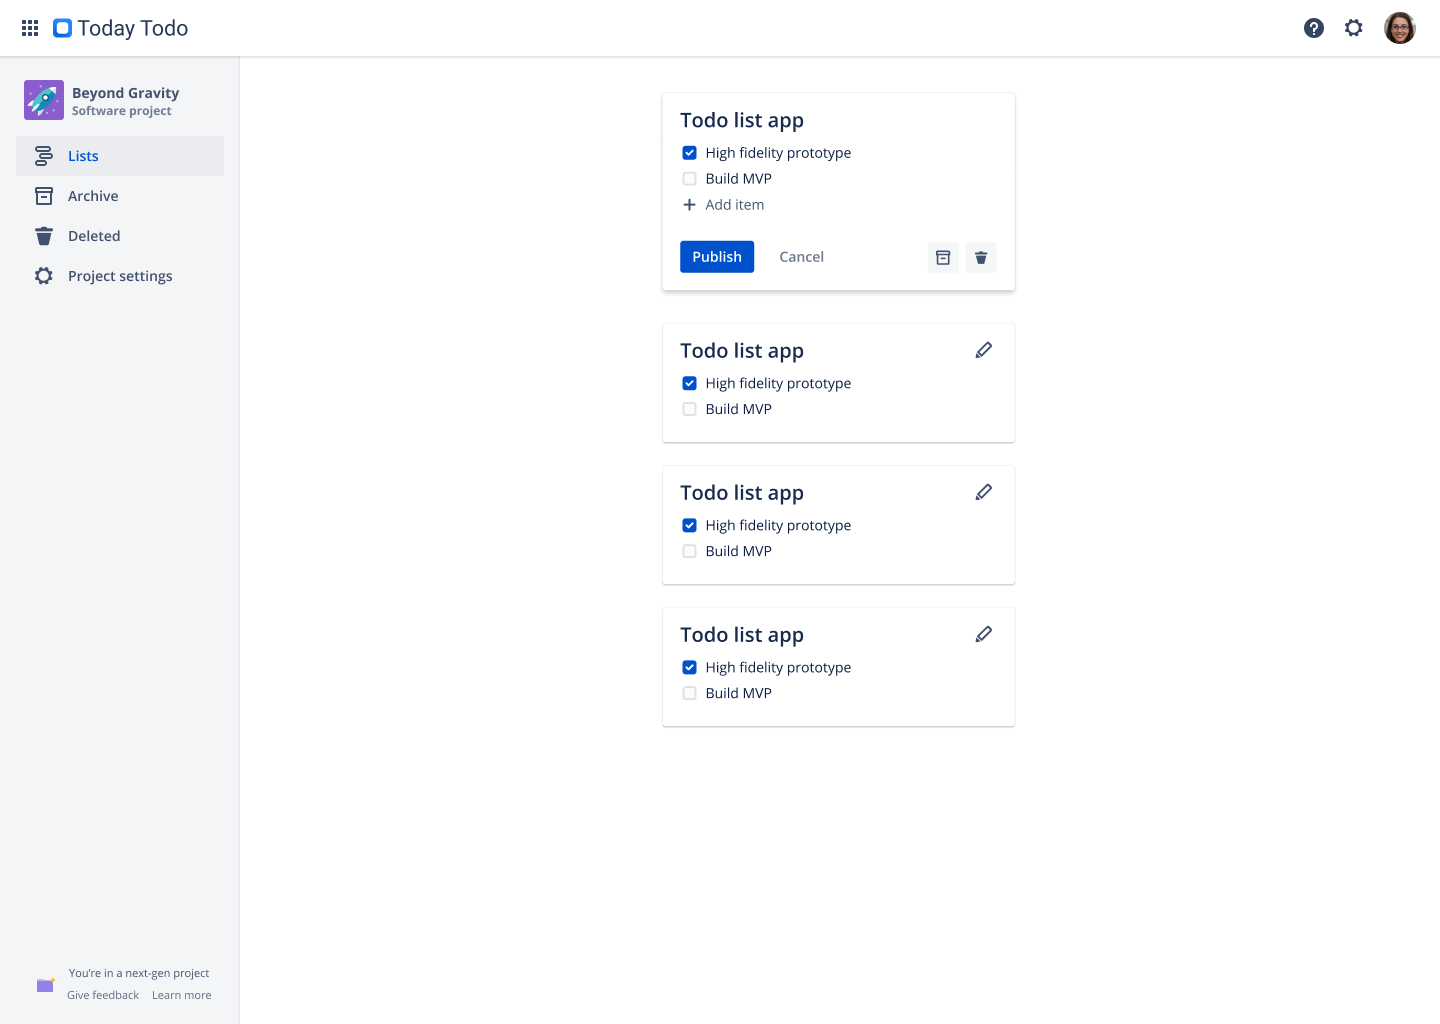 Today Todo
Beyond Gravity
Software project
Lists
Archive
Deleted
Project settings
You're in a next-gen project
Give feedback Learn more
Todo list app
High fidelity prototype
Build MVP
Add item
Publish Cancel
Todo list app
High fidelity prototype
Build MVP
Todo list app
High fidelity prototype
Build MVP
Todo list app
High fidelity prototype
Build MVP